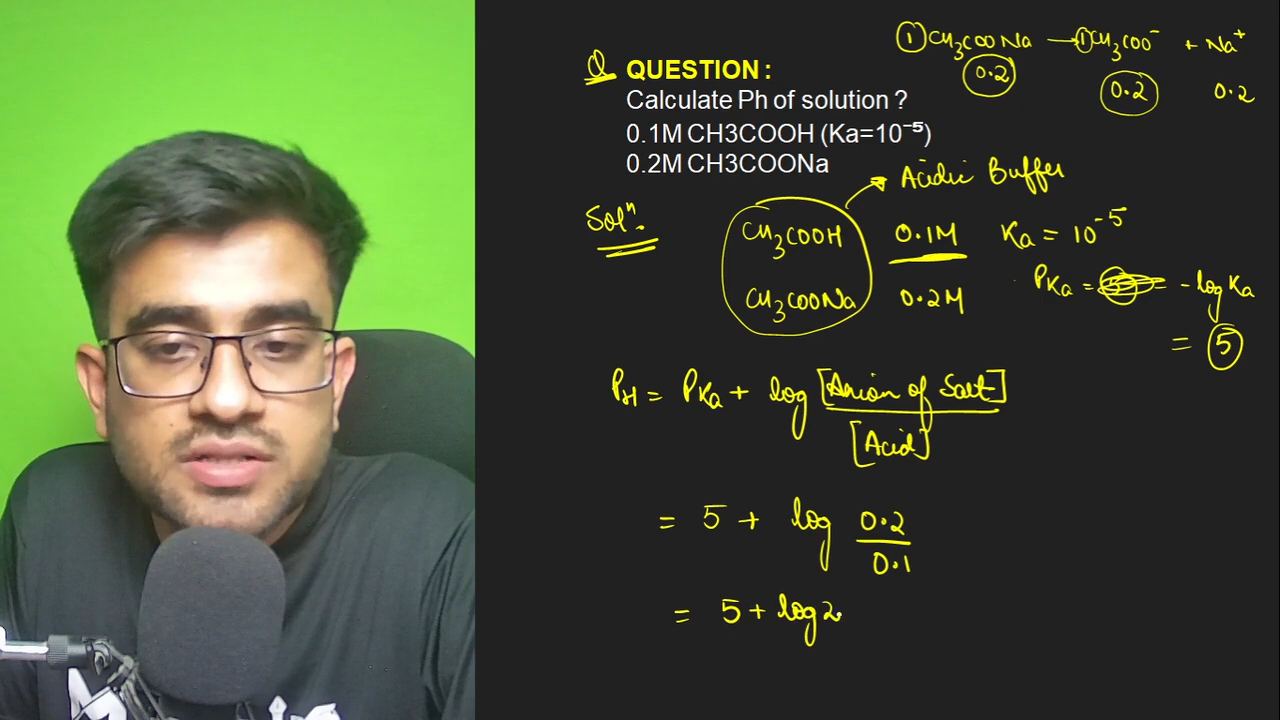 ① CH₃COONa → ① CH₃COO⁻ + Na⁺
0.2 0.2 0.2
Q QUESTION :
Calculate Ph of solution ?
0.1M CH3COOH (Ka=10⁻⁵)
0.2M CH3COONa
→ Acidic Buffer
Solⁿ.
CH₃COOH 0.1M Ka = 10⁻⁵
CH₃COONa 0.2M
PKa = - log Ka
= 5
PH = PKa + log [Anion of Salt]
[Acid]
= 5 + log 0.2
0.1
= 5 + log 2